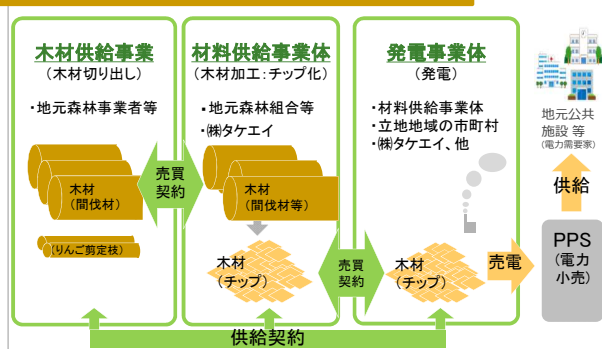 木材供給事業
（木材切り出し）
・地元森林事業者等
木材
（間伐材）
（りんご剪定枝）
売買
契約
材料供給事業体
（木材加工：チップ化）
・地元森林組合等
・㈱タケエイ
木材
（間伐材等）
木材
（チップ）
売買
契約
発電事業体
（発電）
・材料供給事業体
・立地地域の市町村
・㈱タケエイ、他
木材
（チップ）
売電
地元公共
施設 等
（電力需要家）
供給
PPS
（電力
小売）
供給契約